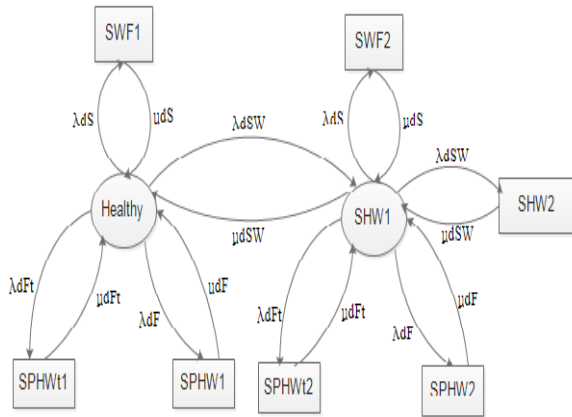 SWF1
SWF2
λdS
μdS
λdS
μdS
λdSW
λdSW
Healthy
μdSW
SHW1
μdSW
SHW2
λdFt
μdFt
λdF
μdF
λdFt
μdFt
λdF
μdF
SPHWt1
SPHW1
SPHWt2
SPHW2